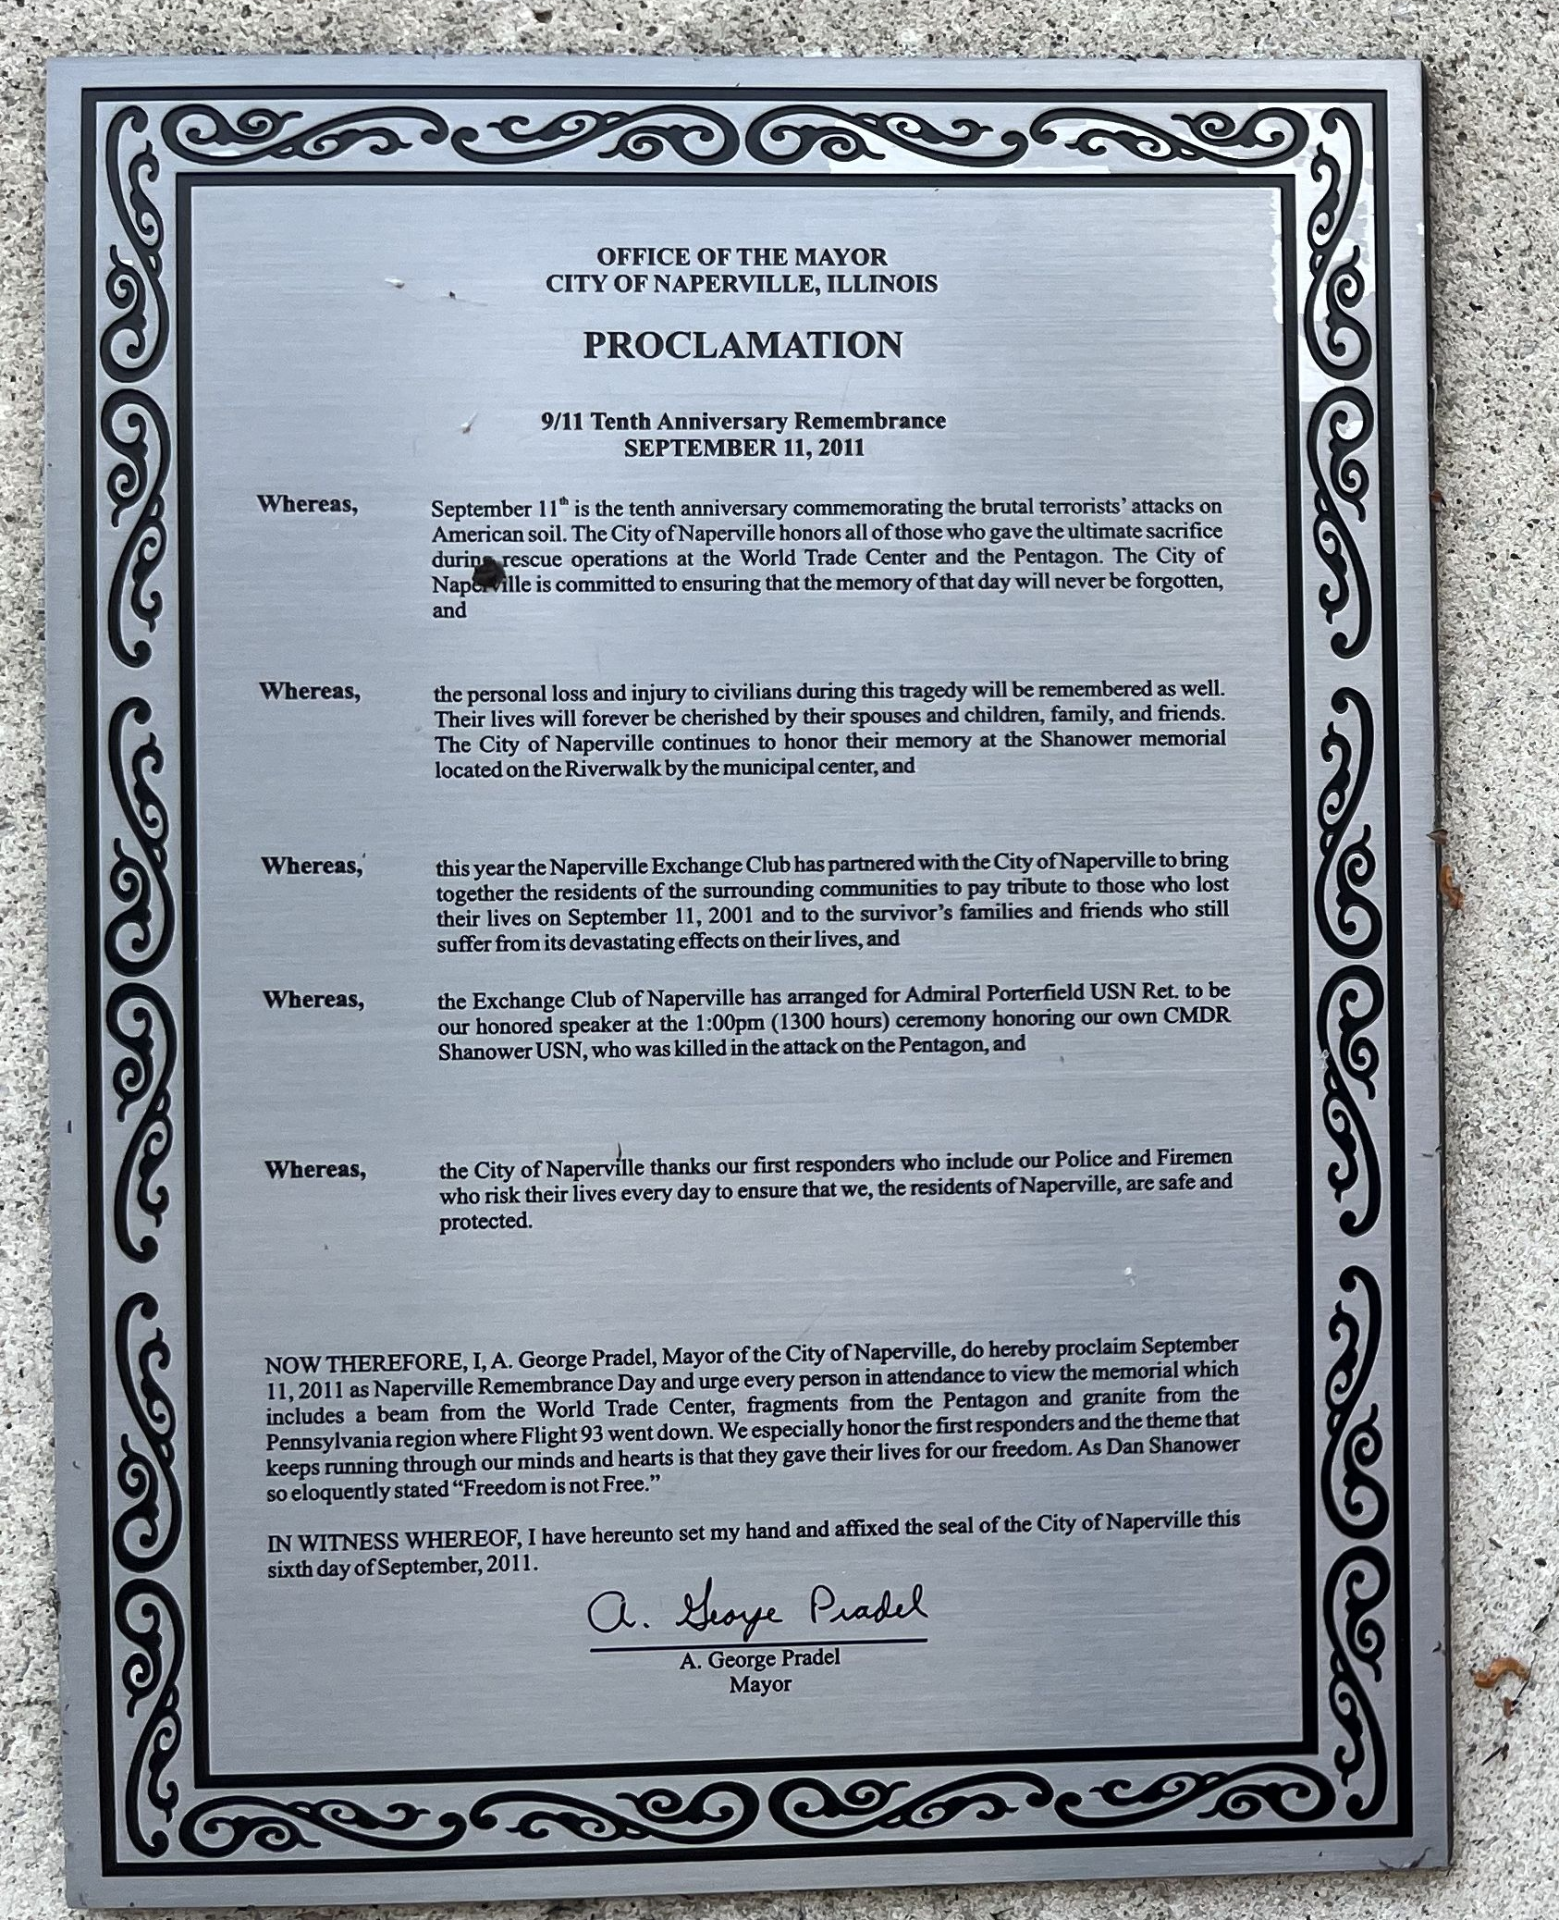 OFFICE OF THE MAYOR
CITY OF NAPERVILLE, ILLINOIS
PROCLAMATION
9/11 Tenth Anniversary Remembrance
SEPTEMBER 11, 2011
Whereas, September 11th is the tenth anniversary commemorating the brutal terrorists' attacks on
American soil. The City of Naperville honors all of those who gave the ultimate sacrifice
during rescue operations at the World Trade Center and the Pentagon. The City of
Naperville is committed to ensuring that the memory of that day will never be forgotten,
and
Whereas, the personal loss and injury to civilians during this tragedy will be remembered as well.
Their lives will forever be cherished by their spouses and children, family, and friends.
The City of Naperville continues to honor their memory at the Shanower memorial
located on the Riverwalk by the municipal center, and
Whereas, this year the Naperville Exchange Club has partnered with the City of Naperville to bring
together the residents of the surrounding communities to pay tribute to those who lost
their lives on September 11, 2001 and to the survivor's families and friends who still
suffer from its devastating effects on their lives, and
Whereas, the Exchange Club of Naperville has arranged for Admiral Porterfield USN Ret. to be
our honored speaker at the 1:00pm (1300 hours) ceremony honoring our own CMDR
Shanower USN, who was killed in the attack on the Pentagon, and
Whereas, the City of Naperville thanks our first responders who include our Police and Firemen
who risk their lives every day to ensure that we, the residents of Naperville, are safe and
protected.
NOW THEREFORE, I, A. George Pradel, Mayor of the City of Naperville, do hereby proclaim September
11, 2011 as Naperville Remembrance Day and urge every person in attendance to view the memorial which
includes a beam from the World Trade Center, fragments from the Pentagon and granite from the
Pennsylvania region where Flight 93 went down. We especially honor the first responders and the theme that
keeps running through our minds and hearts is that they gave their lives for our freedom. As Dan Shanower
so eloquently stated "Freedom is not Free."
IN WITNESS WHEREOF, I have hereunto set my hand and affixed the seal of the City of Naperville this
sixth day of September, 2011.
A. George Pradel
A. George Pradel
Mayor